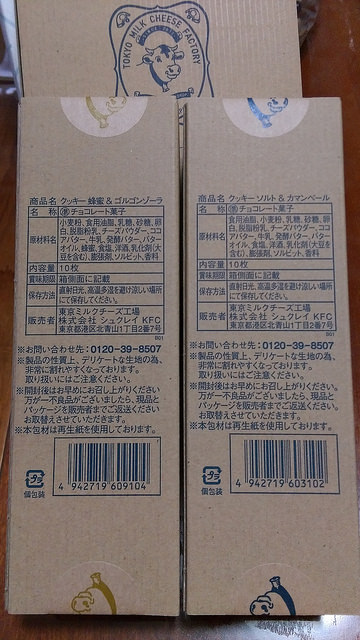 TOKYO MILK CHEESE FACTORY
商品名 クッキー 蜂蜜 & ゴルゴンゾーラ
名 称 ㊗チョコレート菓子
原材料名 小麦粉、食用油脂、乳糖、砂糖、卵
白、脱脂粉乳、チーズパウダー、ココ
アバター、牛乳、発酵バター、バター
オイル、蜂蜜、食塩、洋酒、乳化剤(大豆
を含む)、膨張剤、ソルビット、香料
内容量 10枚
賞味期限 箱側面に記載
保存方法 直射日光、高温多湿を避け涼しい場所
にて保存してください。
販売者 東京ミルクチーズ工場
株式会社 シュクレイ KFC
東京都港区北青山1丁目2番7号
※お問い合わせ先:0120-39-8507
※製品の性質上、デリケートな生地の為、
非常に割れやすくなっております。
取り扱いにはご注意ください。
※開封後はお早めにお召し上がりください
万が一不良品がございましたら、現品と
パッケージを販売者までご返送ください
お取替えさせていただきます。
※本包材は再生紙を使用しております。
プラ
個包装
4 942719 609104
商品名 クッキー ソルト & カマンベール
名 称 ㊗チョコレート菓子
原材料名 食用油脂、小麦粉、乳糖、砂糖、卵
白、脱脂粉乳、チーズパウダー、ココ
アバター、牛乳、発酵バター、バター
オイル、食塩、洋酒、乳化剤(大豆を
含む)、膨張剤、ソルビット、香料
内容量 10枚
賞味期限 箱側面に記載
保存方法 直射日光、高温多湿を避け涼しい場所
にて保存してください。
販売者 東京ミルクチーズ工場
株式会社 シュクレイ KFC
東京都港区北青山1丁目2番7号
※お問い合わせ先:0120-39-8507
※製品の性質上、デリケートな生地の為、
非常に割れやすくなっております。
取り扱いにはご注意ください。
※開封後はお早めにお召し上がりください
万が一不良品がございましたら、現品と
パッケージを販売者までご返送ください
お取替えさせていただきます。
※本包材は再生紙を使用しております。
プラ
個包装
4 942719 603102